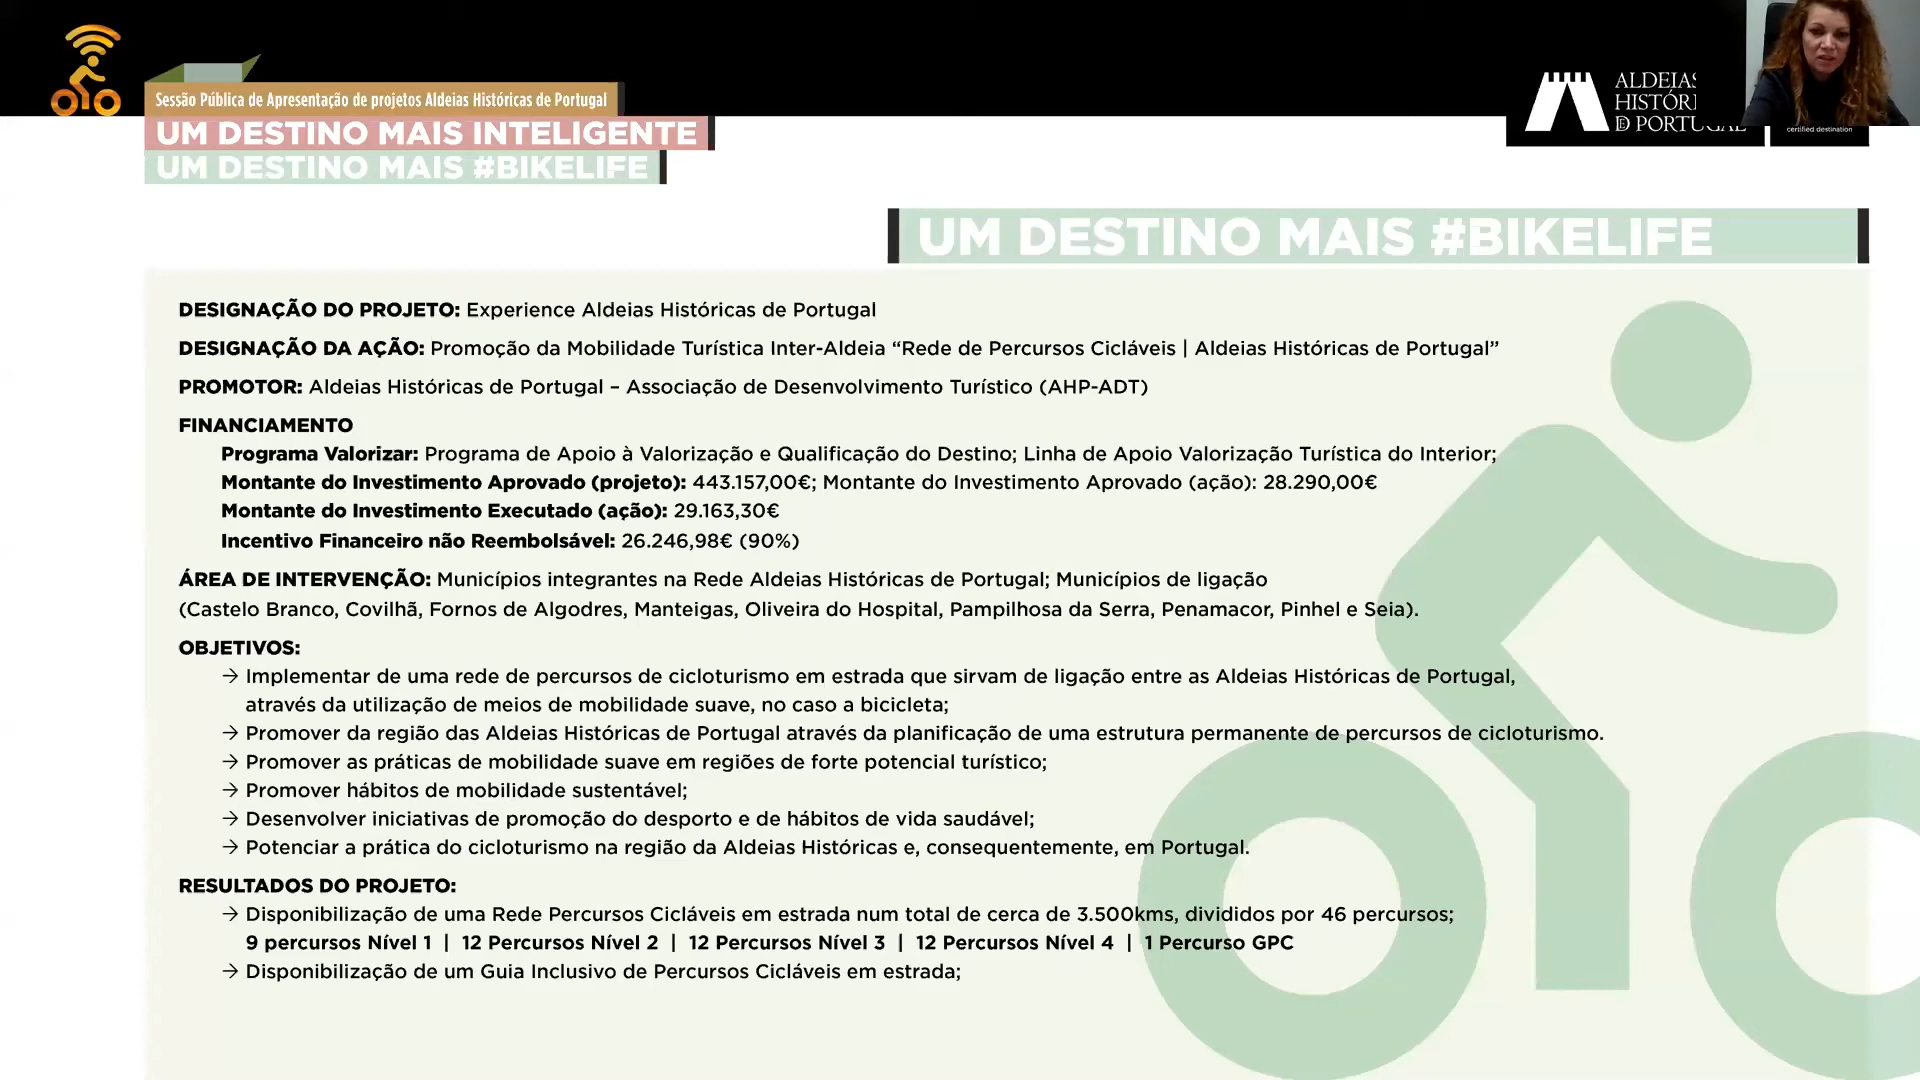 Sessão Pública de Apresentação de projetos Aldeias Históricas de Portugal
UM DESTINO MAIS INTELIGENTE
UM DESTINO MAIS #BIKELIFE
ALDEIAS
HISTÓRI
DE PORTUGAL
certified destination
UM DESTINO MAIS #BIKELIFE
DESIGNAÇÃO DO PROJETO: Experience Aldeias Históricas de Portugal
DESIGNAÇÃO DA AÇÃO: Promoção da Mobilidade Turística Inter-Aldeia “Rede de Percursos Cicláveis | Aldeias Históricas de Portugal”
PROMOTOR: Aldeias Históricas de Portugal – Associação de Desenvolvimento Turístico (AHP-ADT)
FINANCIAMENTO
Programa Valorizar: Programa de Apoio à Valorização e Qualificação do Destino; Linha de Apoio Valorização Turística do Interior;
Montante do Investimento Aprovado (projeto): 443.157,00€; Montante do Investimento Aprovado (ação): 28.290,00€
Montante do Investimento Executado (ação): 29.163,30€
Incentivo Financeiro não Reembolsável: 26.246,98€ (90%)
ÁREA DE INTERVENÇÃO: Municípios integrantes na Rede Aldeias Históricas de Portugal; Municípios de ligação
(Castelo Branco, Covilhã, Fornos de Algodres, Manteigas, Oliveira do Hospital, Pampilhosa da Serra, Penamacor, Pinhel e Seia).
OBJETIVOS:
→ Implementar de uma rede de percursos de cicloturismo em estrada que sirvam de ligação entre as Aldeias Históricas de Portugal,
através da utilização de meios de mobilidade suave, no caso a bicicleta;
→ Promover da região das Aldeias Históricas de Portugal através da planificação de uma estrutura permanente de percursos de cicloturismo.
→ Promover as práticas de mobilidade suave em regiões de forte potencial turístico;
→ Promover hábitos de mobilidade sustentável;
→ Desenvolver iniciativas de promoção do desporto e de hábitos de vida saudável;
→ Potenciar a prática do cicloturismo na região da Aldeias Históricas e, consequentemente, em Portugal.
RESULTADOS DO PROJETO:
→ Disponibilização de uma Rede Percursos Cicláveis em estrada num total de cerca de 3.500kms, divididos por 46 percursos;
9 percursos Nível 1 | 12 Percursos Nível 2 | 12 Percursos Nível 3 | 12 Percursos Nível 4 | 1 Percurso GPC
→ Disponibilização de um Guia Inclusivo de Percursos Cicláveis em estrada;